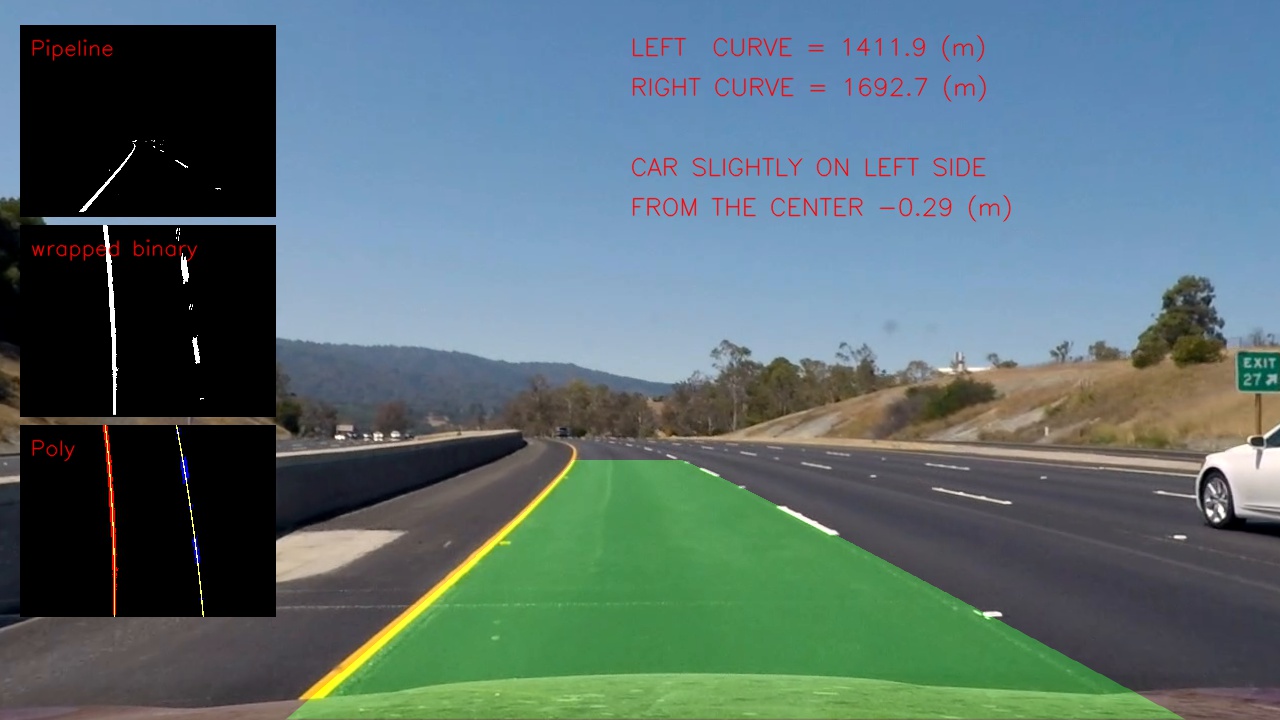 Pipeline
wrapped binary
Poly
LEFT CURVE = 1411.9 (m)
RIGHT CURVE = 1692.7 (m)
CAR SLIGHTLY ON LEFT SIDE
FROM THE CENTER -0.29 (m)
EXIT
27